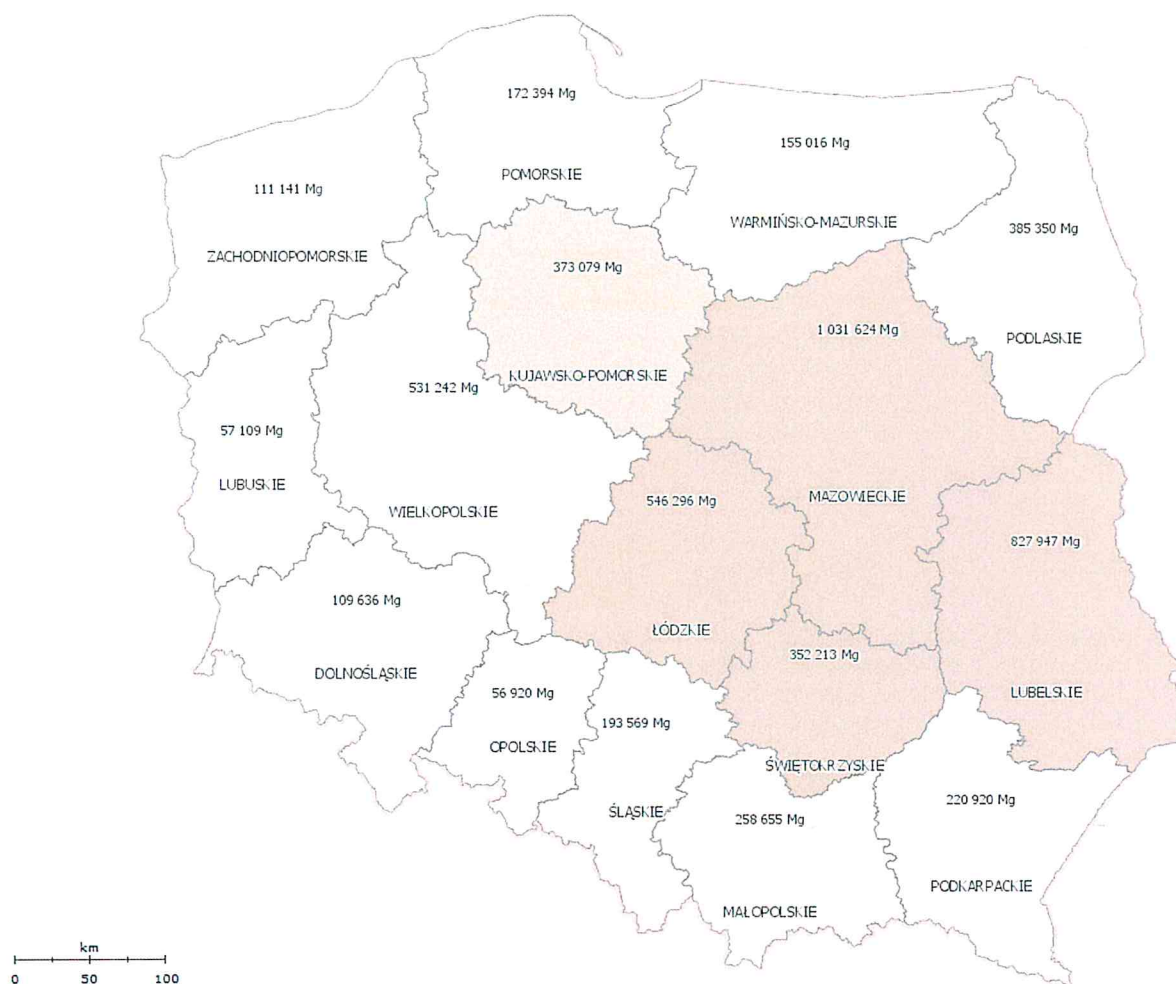 172 394 Mg
POMORSKIE
155 016 Mg
WARMIŃSKO-MAZURSKIE
111 141 Mg
ZACHODNIOPOMORSKIE
385 350 Mg
PODLASKIE
373 079 Mg
KUJAWSKO-POMORSKIE
1 031 624 Mg
MAZOWIECKIE
531 242 Mg
WIELKOPOLSKIE
57 109 Mg
LUBUSKIE
546 296 Mg
ŁÓDZKIE
827 947 Mg
LUBELSKIE
109 636 Mg
DOLNOŚLĄSKIE
352 213 Mg
ŚWIĘTOKRZYSKIE
56 920 Mg
OPOLSKIE
193 569 Mg
ŚLĄSKIE
258 655 Mg
MAŁOPOLSKIE
220 920 Mg
PODKARPACKIE
km
0 50 100